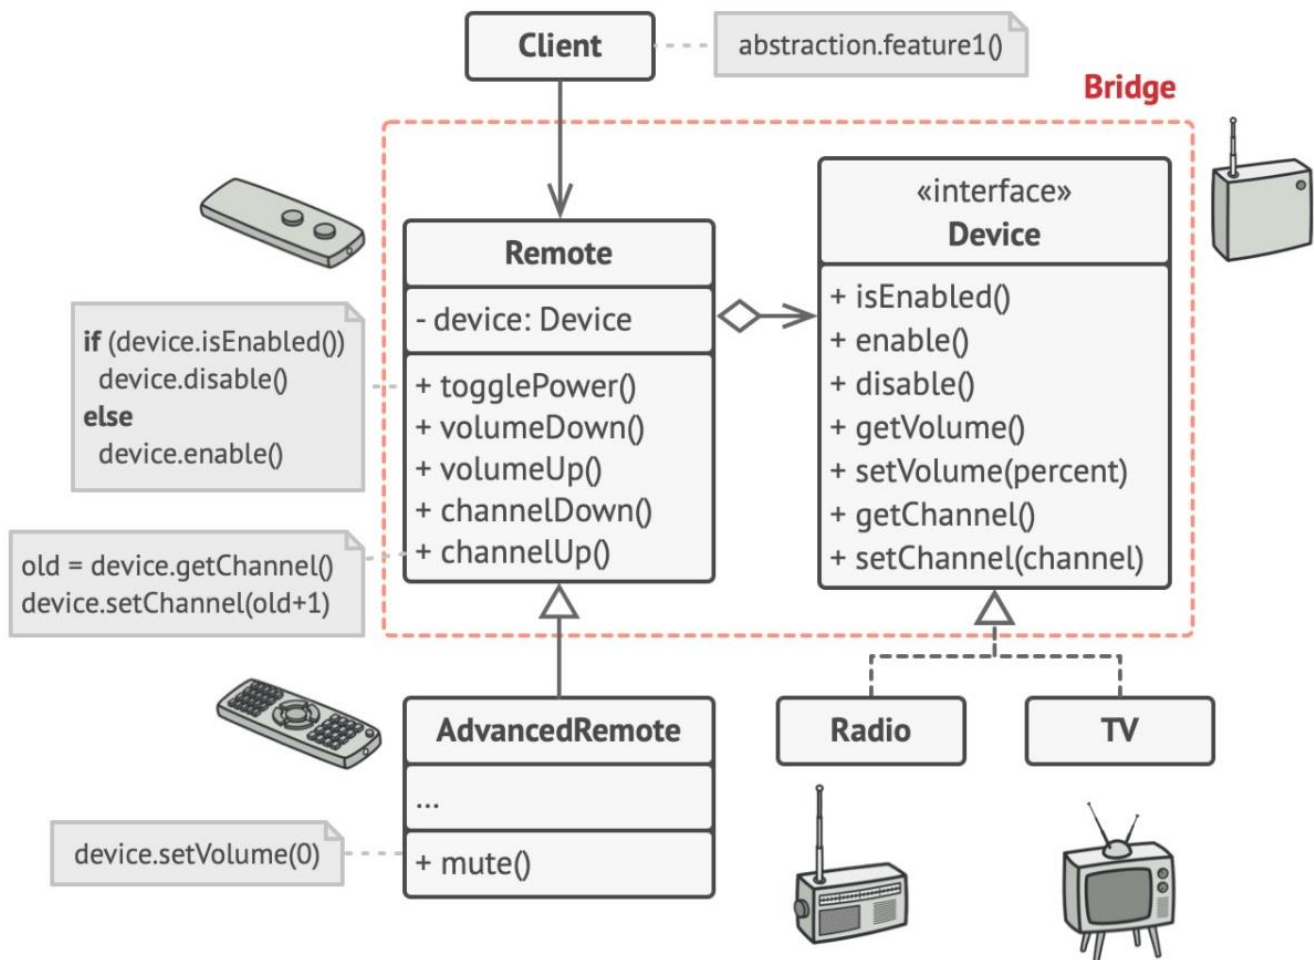 Client
abstraction.feature1()
Bridge
«interface»
Device
+ isEnabled()
+ enable()
+ disable()
+ getVolume()
+ setVolume(percent)
+ getChannel()
+ setChannel(channel)
Remote
- device: Device
+ togglePower()
+ volumeDown()
+ volumeUp()
+ channelDown()
+ channelUp()
if (device.isEnabled())
device.disable()
else
device.enable()
old = device.getChannel()
device.setChannel(old+1)
AdvancedRemote
...
+ mute()
device.setVolume(0)
Radio
TV